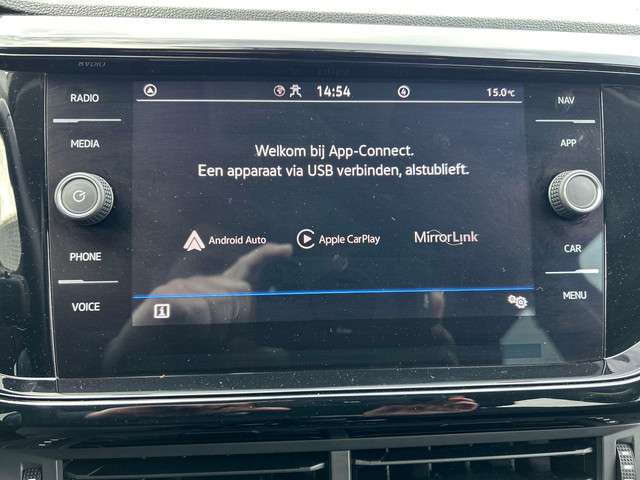 RADIO
MEDIA
PHONE
VOICE
14:54
4
15.0°C
Welkom bij App-Connect.
Een apparaat via USB verbinden, alstublieft.
Android Auto
Apple CarPlay
MirrorLink
i
NAV
APP
CAR
MENU